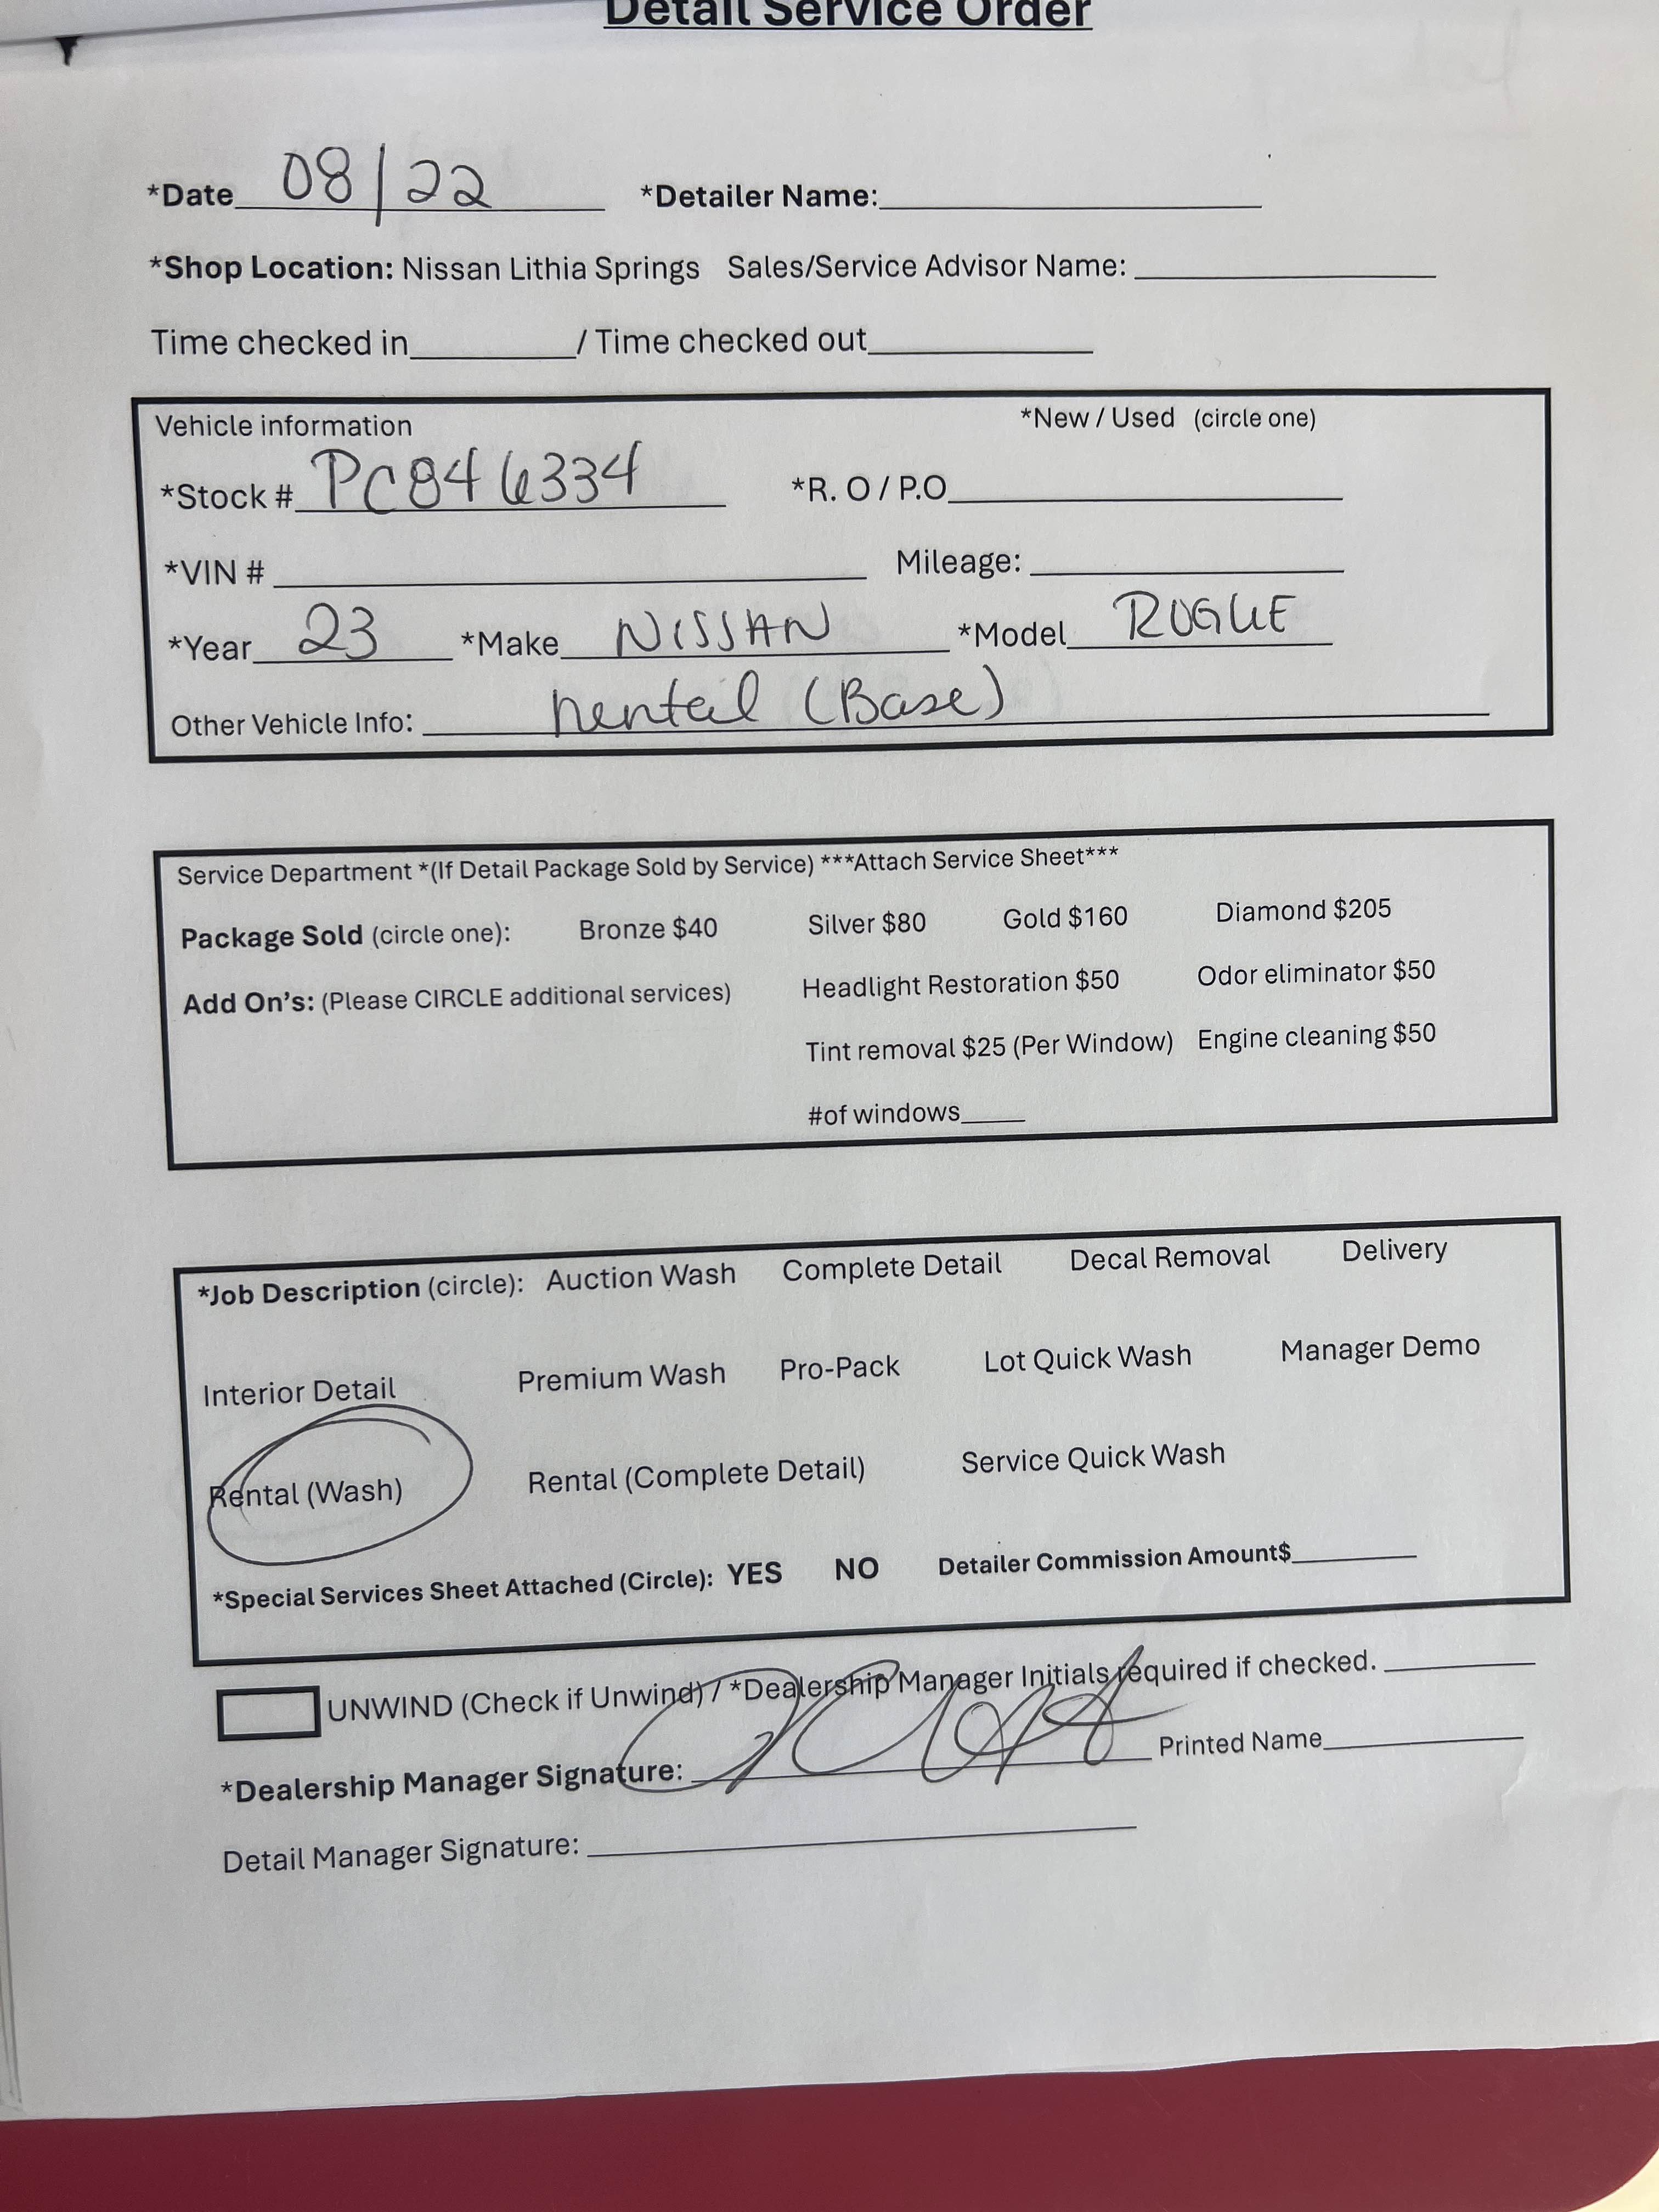 Detail Service Order
*Date 08/22 *Detailer Name:
*Shop Location: Nissan Lithia Springs Sales/Service Advisor Name:
Time checked in / Time checked out
Vehicle information *New / Used (circle one)
*Stock # PC846334 *R. O / P.O
*VIN # Mileage:
*Year 23 *Make NISSAN *Model ROGUE
Other Vehicle Info: rental (Base)
Service Department *(If Detail Package Sold by Service) ***Attach Service Sheet***
Package Sold (circle one): Bronze $40 Silver $80 Gold $160 Diamond $205
Add On's: (Please CIRCLE additional services) Headlight Restoration $50 Odor eliminator $50
Tint removal $25 (Per Window) Engine cleaning $50
#of windows
*Job Description (circle): Auction Wash Complete Detail Decal Removal Delivery
Interior Detail Premium Wash Pro-Pack Lot Quick Wash Manager Demo
Rental (Wash) Rental (Complete Detail) Service Quick Wash
*Special Services Sheet Attached (Circle): YES NO Detailer Commission Amount$
UNWIND (Check if Unwind) / *Dealership Manager Initials required if checked.
*Dealership Manager Signature: Printed Name
Detail Manager Signature: